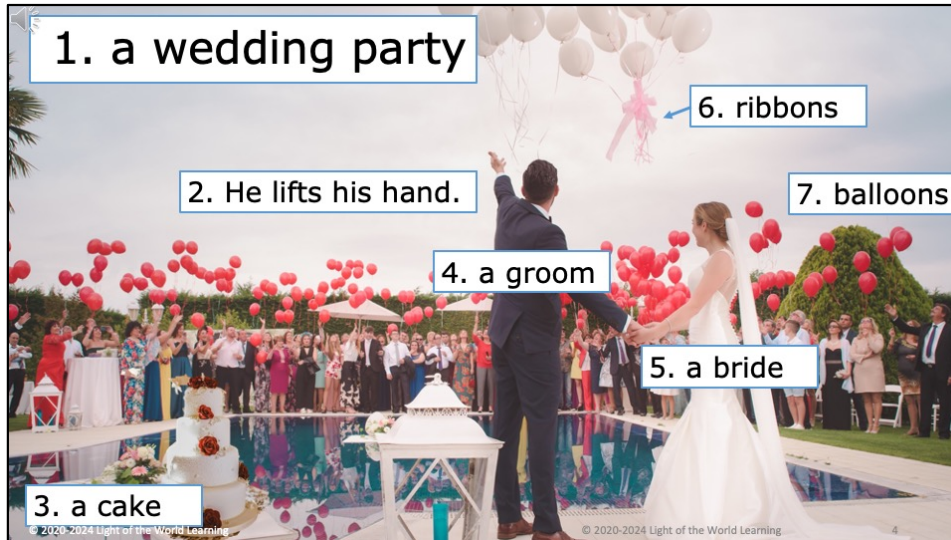 1. a wedding party
6. ribbons
2. He lifts his hand.
7. balloons
4. a groom
5. a bride
3. a cake
© 2020-2024 Light of the World Learning
© 2020-2024 Light of the World Learning
4